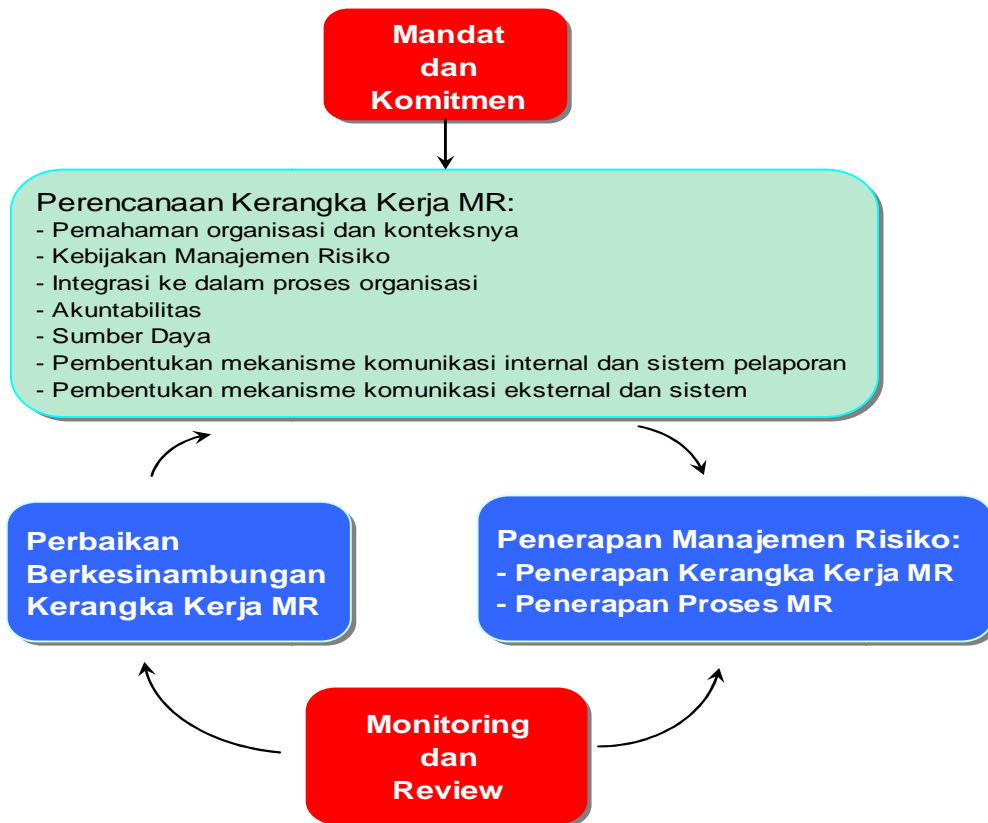 Mandat
dan
Komitmen
Perencanaan Kerangka Kerja MR:
- Pemahaman organisasi dan konteksnya
- Kebijakan Manajemen Risiko
- Integrasi ke dalam proses organisasi
- Akuntabilitas
- Sumber Daya
- Pembentukan mekanisme komunikasi internal dan sistem pelaporan
- Pembentukan mekanisme komunikasi eksternal dan sistem
Perbaikan
Berkesinambungan
Kerangka Kerja MR
Penerapan Manajemen Risiko:
- Penerapan Kerangka Kerja MR
- Penerapan Proses MR
Monitoring
dan
Review